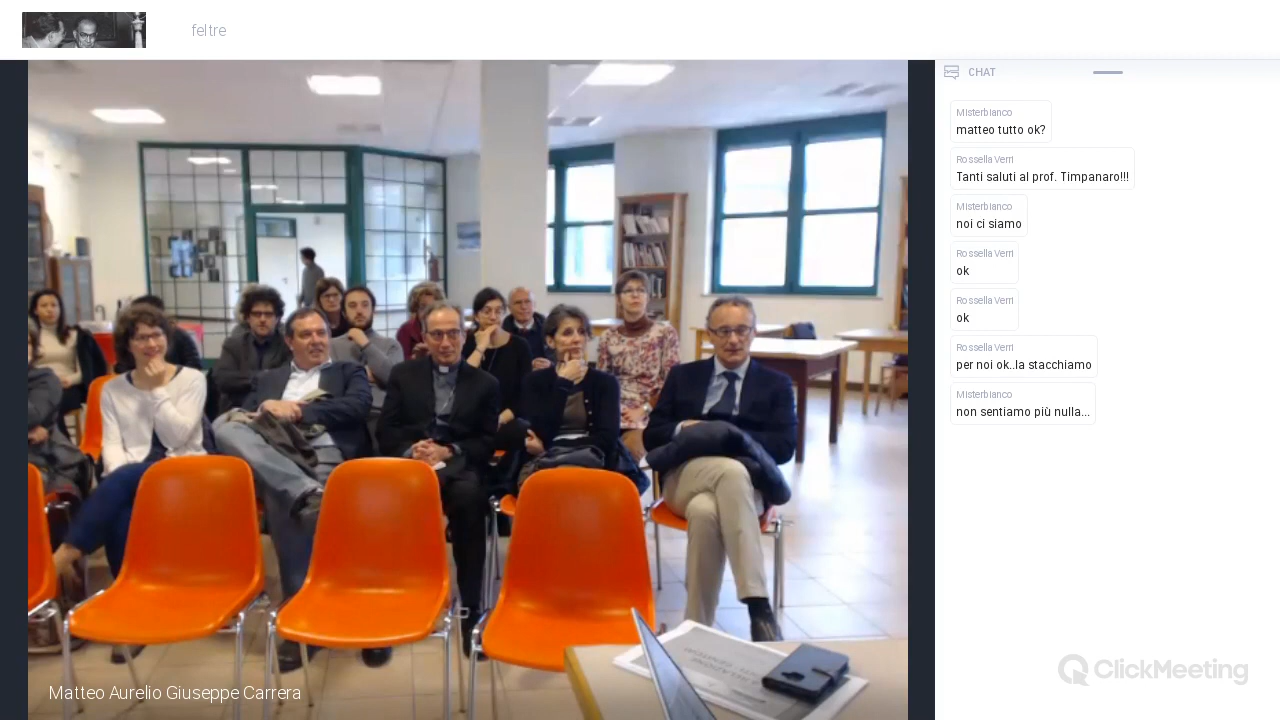 feltre
CHAT
Misterbianco
matteo tutto ok?
Rossella Verri
Tanti saluti al prof. Timpanaro!!!
Misterbianco
noi ci siamo
Rossella Verri
ok
Rossella Verri
ok
Rossella Verri
per noi ok..la stacchiamo
Misterbianco
non sentiamo più nulla...
Matteo Aurelio Giuseppe Carrera
ClickMeeting